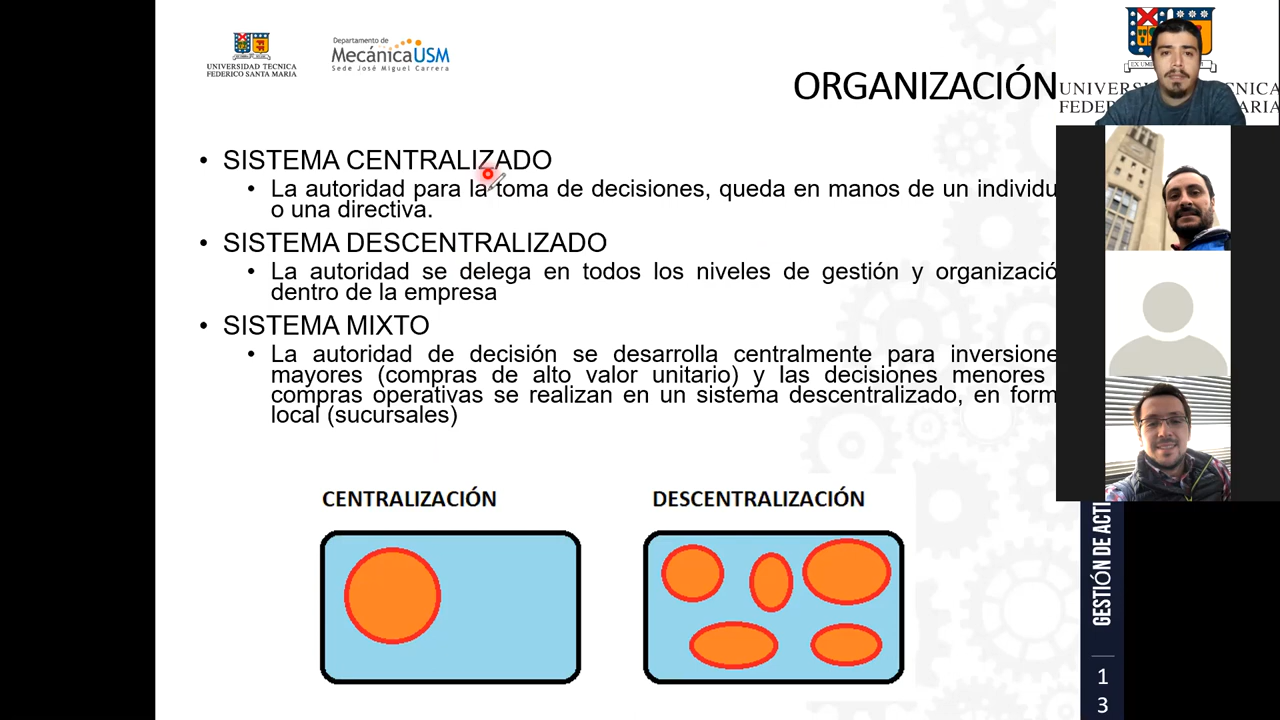 UNIVERSIDAD TECNICA
FEDERICO SANTA MARIA
Departamento de
MecánicaUSM
Sede José Miguel Carrera
ORGANIZACIÓN
• SISTEMA CENTRALIZADO
• La autoridad para la toma de decisiones, queda en manos de un individu
o una directiva.
• SISTEMA DESCENTRALIZADO
• La autoridad se delega en todos los niveles de gestión y organizació
dentro de la empresa
• SISTEMA MIXTO
• La autoridad de decisión se desarrolla centralmente para inversione
mayores (compras de alto valor unitario) y las decisiones menores
compras operativas se realizan en un sistema descentralizado, en form
local (sucursales)
CENTRALIZACIÓN
DESCENTRALIZACIÓN
GESTIÓN DE ACTI
1
3